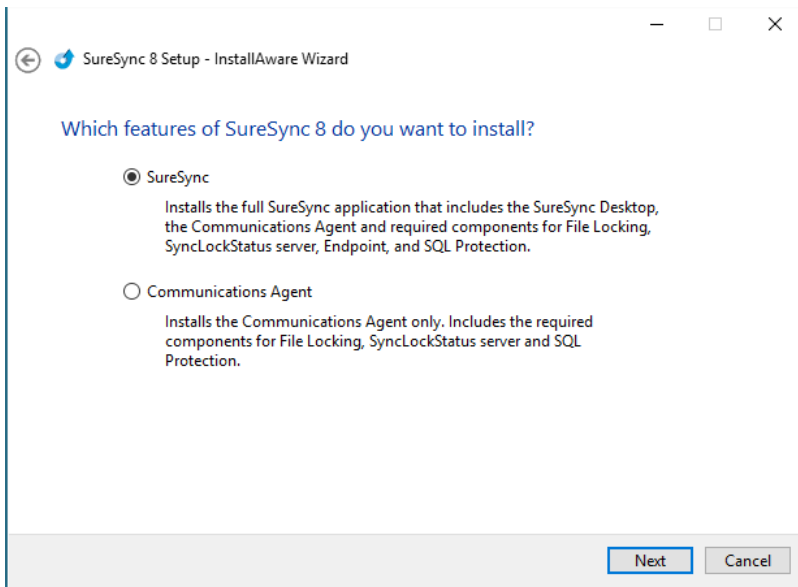 SureSync 8 Setup - InstallAware Wizard
Which features of SureSync 8 do you want to install?
SureSync
Installs the full SureSync application that includes the SureSync Desktop,
the Communications Agent and required components for File Locking,
SyncLockStatus server, Endpoint, and SQL Protection.
Communications Agent
Installs the Communications Agent only. Includes the required
components for File Locking, SyncLockStatus server and SQL
Protection.
Next
Cancel